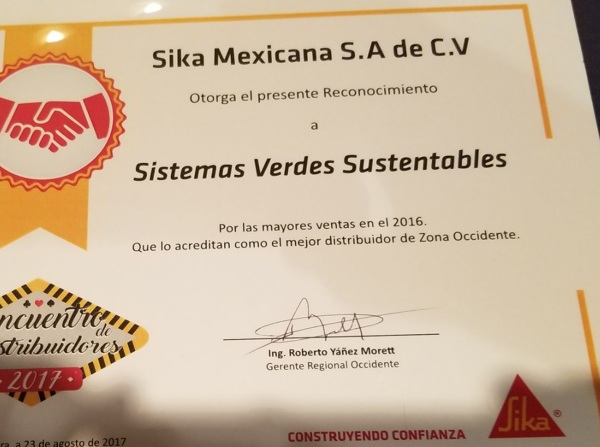 Sika Mexicana S.A de C.V
Otorga el presente Reconocimiento
a
Sistemas Verdes Sustentables
Por las mayores ventas en el 2016.
Que lo acreditan como el mejor distribuidor de Zona Occidente.
Ing. Roberto Yáñez Morett
Gerente Regional Occidente
ncuentro
de
stribuidores
2017
ra, a 23 de agosto de 2017
CONSTRUYENDO CONFIANZA
Sika®